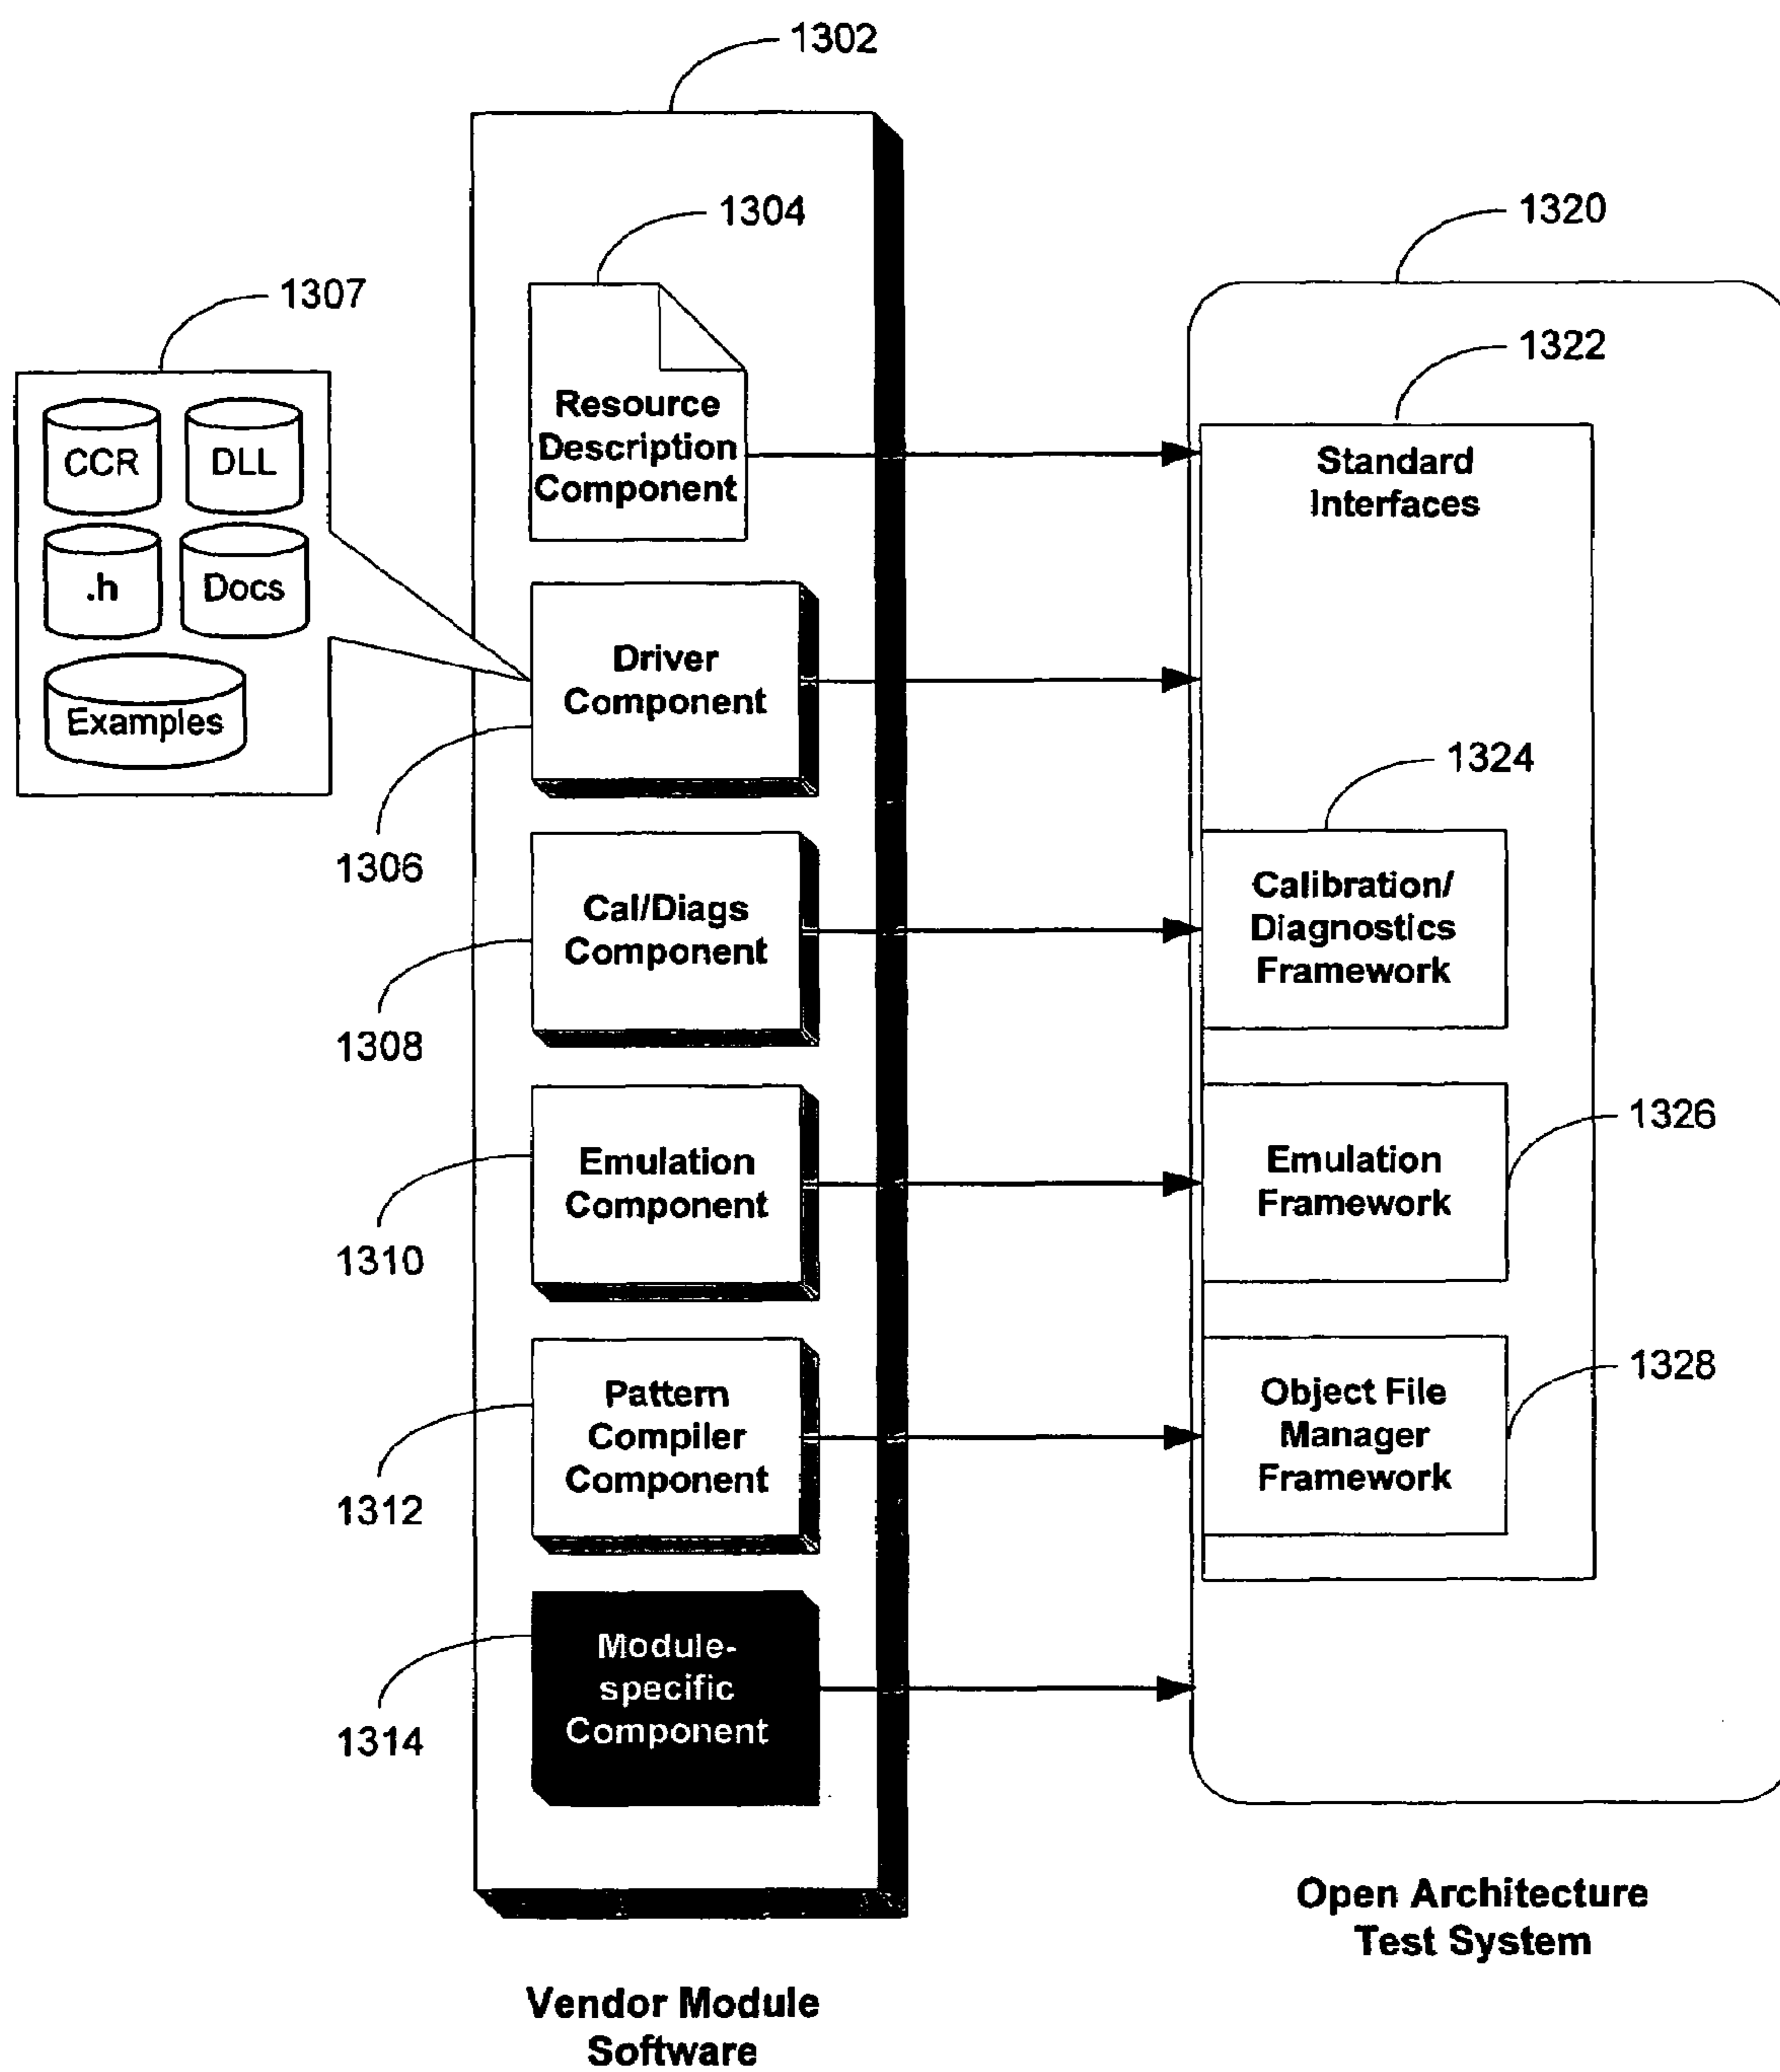 1302
1304
1320
1307
1322
CCR
DLL
.h
Docs
Examples
Resource
Description
Component
Standard
Interfaces
Driver
Component
1306
1324
Cal/Diags
Component
1308
Calibration/
Diagnostics
Framework
Emulation
Component
1310
Emulation
Framework
1326
Pattern
Compiler
Component
1312
Object File
Manager
Framework
1328
Module-
specific
Component
1314
Open Architecture
Test System
Vendor Module
Software